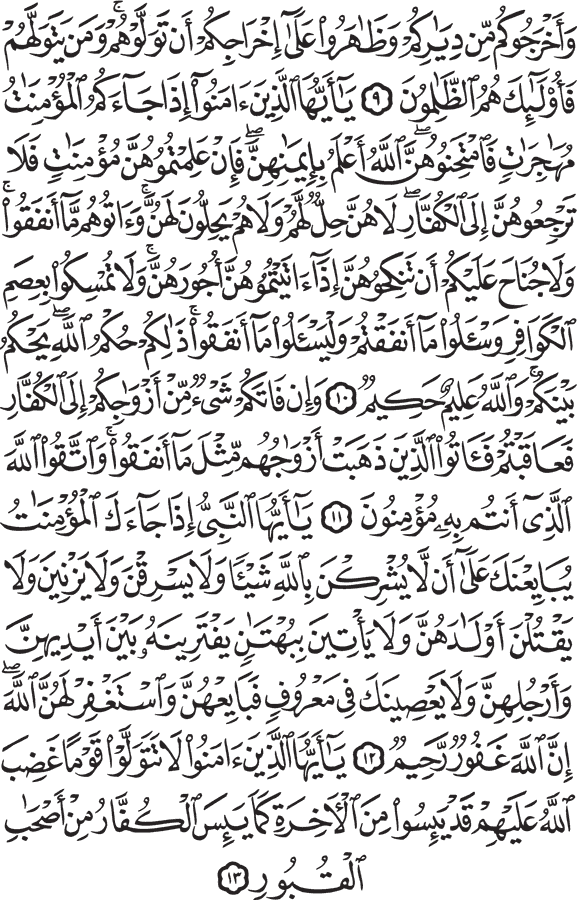 وَأَخْرَجُوكُم مِّن دِيَٰرِكُمْ وَظَٰهَرُوا۟ عَلَىٰٓ إِخْرَاجِكُمْ أَن تَوَلَّوْهُمْ ۚ وَمَن يَتَوَلَّهُمْ
فَأُو۟لَٰٓئِكَ هُمُ ٱلظَّٰلِمُونَ ٩ يَٰٓأَيُّهَا ٱلَّذِينَ ءَامَنُوٓا۟ إِذَا جَآءَكُمُ ٱلْمُؤْمِنَٰتُ
مُهَٰجِرَٰتٍ فَٱمْتَحِنُوهُنَّ ۖ ٱللَّهُ أَعْلَمُ بِإِيمَٰنِهِنَّ ۖ فَإِنْ عَلِمْتُمُوهُنَّ مُؤْمِنَٰتٍ فَلَا
تَرْجِعُوهُنَّ إِلَى ٱلْكُفَّارِ ۖ لَا هُنَّ حِلٌّ لَّهُمْ وَلَا هُمْ يَحِلُّونَ لَهُنَّ ۖ وَءَاتُوهُم مَّآ أَنفَقُوا۟ ۚ
وَلَا جُنَاحَ عَلَيْكُمْ أَن تَنكِحُوهُنَّ إِذَآ ءَاتَيْتُمُوهُنَّ أُجُورَهُنَّ ۚ وَلَا تُمْسِكُوا۟ بِعِصَمِ
ٱلْكَوَافِرِ وَسْـَٔلُوا۟ مَآ أَنفَقْتُمْ وَلْيَسْـَٔلُوا۟ مَآ أَنفَقُوا۟ ۚ ذَٰلِكُمْ حُكْمُ ٱللَّهِ ۖ يَحْكُمُ
بَيْنَكُمْ ۚ وَٱللَّهُ عَلِيمٌ حَكِيمٌ ١٠ وَإِن فَاتَكُمْ شَىْءٌ مِّنْ أَزْوَٰجِكُمْ إِلَى ٱلْكُفَّارِ
فَعَاقَبْتُمْ فَـَٔاتُوا۟ ٱلَّذِينَ ذَهَبَتْ أَزْوَٰجُهُم مِّثْلَ مَآ أَنفَقُوا۟ ۚ وَٱتَّقُوا۟ ٱللَّهَ
ٱلَّذِىٓ أَنتُم بِهِۦ مُؤْمِنُونَ ١١ يَٰٓأَيُّهَا ٱلنَّبِىُّ إِذَا جَآءَكَ ٱلْمُؤْمِنَٰتُ
يُبَايِعْنَكَ عَلَىٰٓ أَن لَّا يُشْرِكْنَ بِٱللَّهِ شَيْـًٔا وَلَا يَسْرِقْنَ وَلَا يَزْنِينَ وَلَا
يَقْتُلْنَ أَوْلَٰدَهُنَّ وَلَا يَأْتِينَ بِبُهْتَٰنٍ يَفْتَرِينَهُۥ بَيْنَ أَيْدِيهِنَّ
وَأَرْجُلِهِنَّ وَلَا يَعْصِينَكَ فِى مَعْرُوفٍ ۙ فَبَايِعْهُنَّ وَٱسْتَغْفِرْ لَهُنَّ ٱللَّهَ ۖ
إِنَّ ٱللَّهَ غَفُورٌ رَّحِيمٌ ١٢ يَٰٓأَيُّهَا ٱلَّذِينَ ءَامَنُوا۟ لَا تَتَوَلَّوْا۟ قَوْمًا غَضِبَ
ٱللَّهُ عَلَيْهِمْ قَدْ يَئِسُوا۟ مِنَ ٱلْـَٔاخِرَةِ كَمَا يَئِسَ ٱلْكُفَّارُ مِنْ أَصْحَٰبِ
ٱلْقُبُورِ ١٣